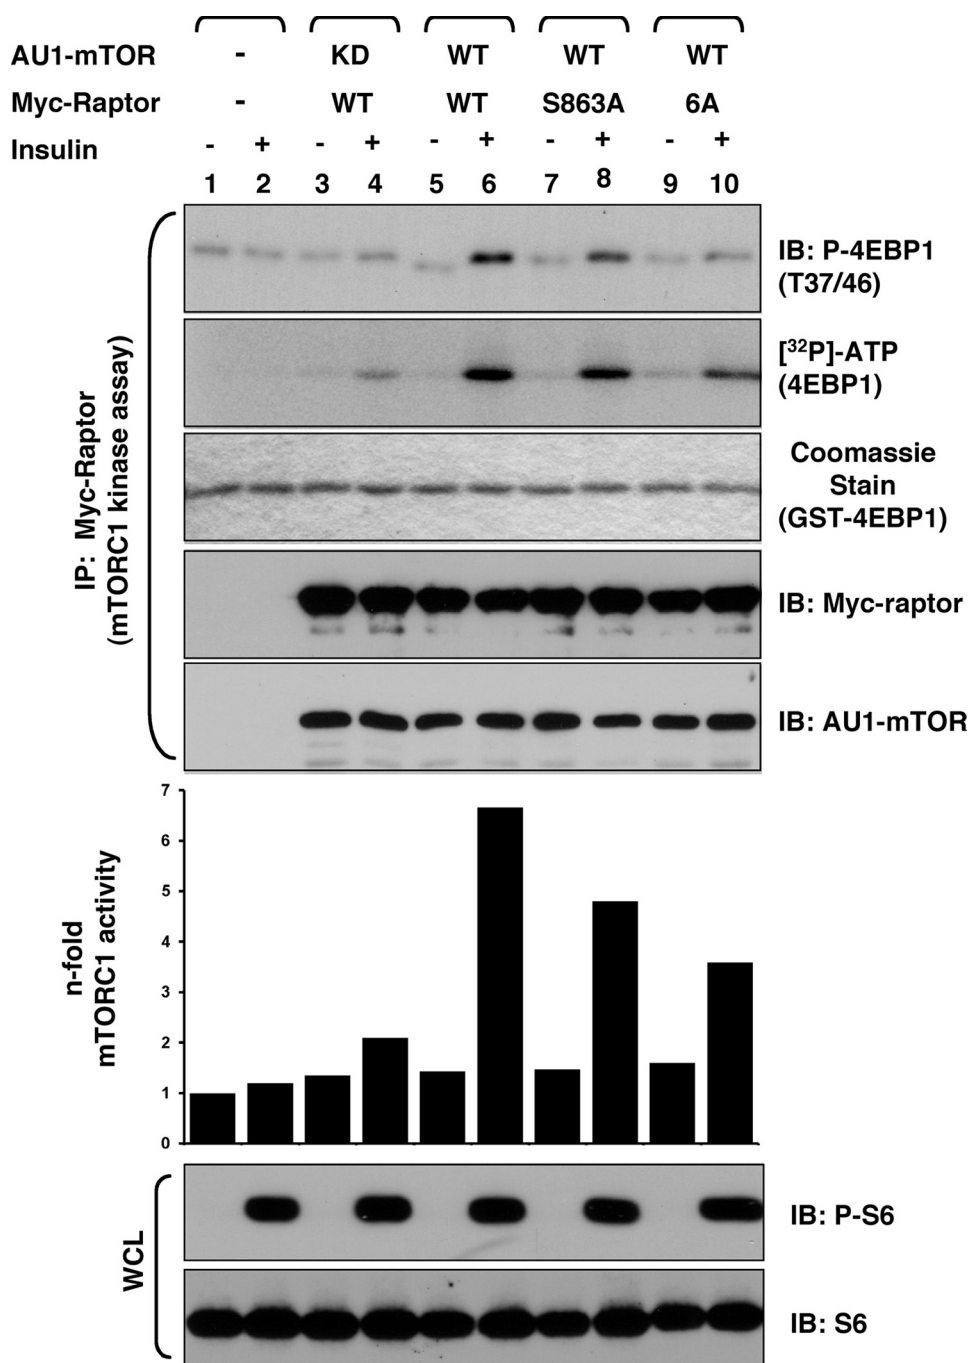 AU1-mTOR - KD WT WT WT
Myc-Raptor - WT WT S863A 6A
Insulin - + - + - + - + - +
1 2 3 4 5 6 7 8 9 10
IP: Myc-Raptor
(mTORC1 kinase assay)
IB: P-4EBP1
(T37/46)
[³²P]-ATP
(4EBP1)
Coomassie
Stain
(GST-4EBP1)
IB: Myc-raptor
IB: AU1-mTOR
n-fold
mTORC1 activity
7
6
5
4
3
2
1
0
WCL
IB: P-S6
IB: S6